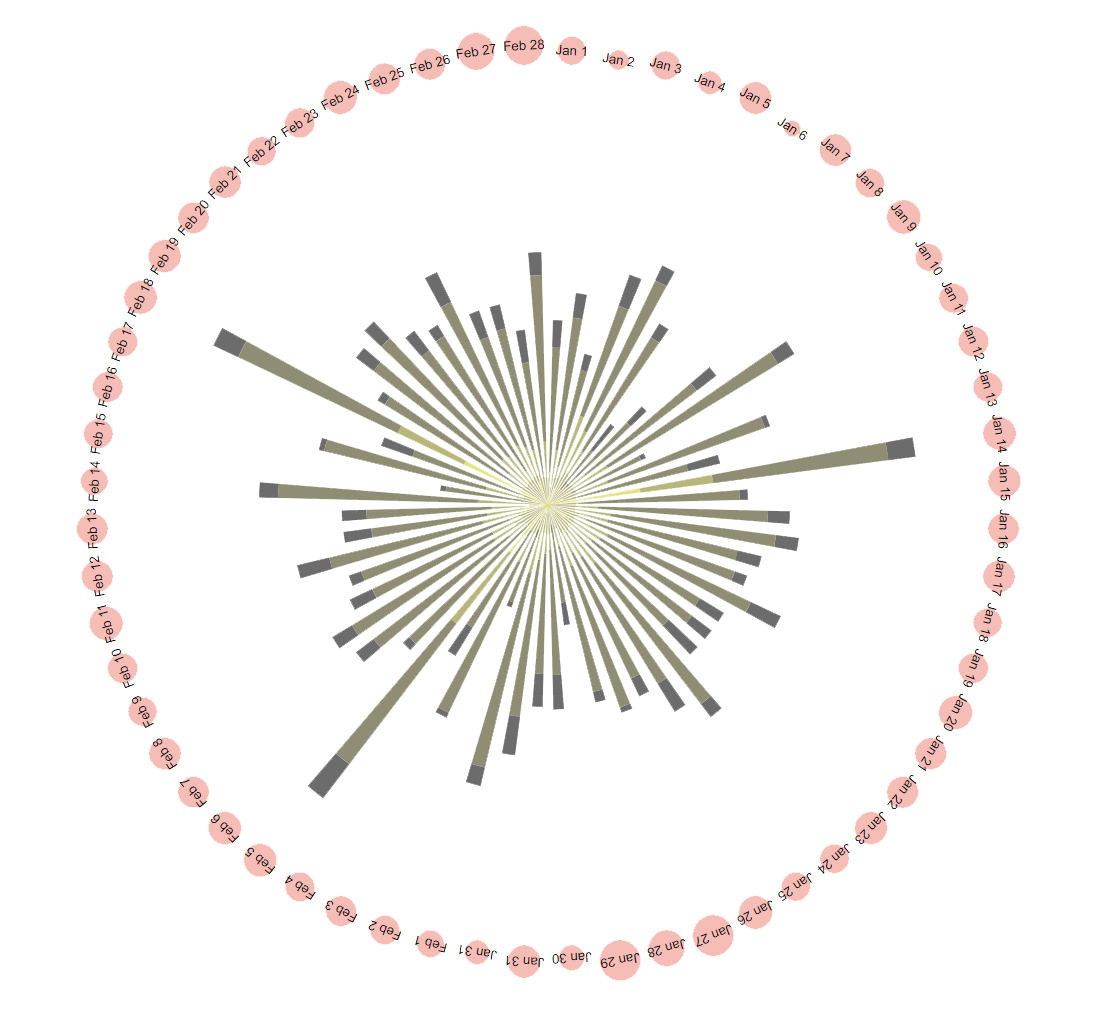 Jan 1
Jan 2
Jan 3
Jan 4
Jan 5
Jan 6
Jan 7
Jan 8
Jan 9
Jan 10
Jan 11
Jan 12
Jan 13
Jan 14
Jan 15
Jan 16
Jan 17
Jan 18
Jan 19
Jan 20
Jan 21
Jan 22
Jan 23
Jan 24
Jan 25
Jan 26
Jan 27
Jan 28
Jan 29
Jan 30
Jan 31
Jan 31
Feb 1
Feb 2
Feb 3
Feb 4
Feb 5
Feb 6
Feb 7
Feb 8
Feb 9
Feb 10
Feb 11
Feb 12
Feb 13
Feb 14
Feb 15
Feb 16
Feb 17
Feb 18
Feb 19
Feb 20
Feb 21
Feb 22
Feb 23
Feb 24
Feb 25
Feb 26
Feb 27
Feb 28